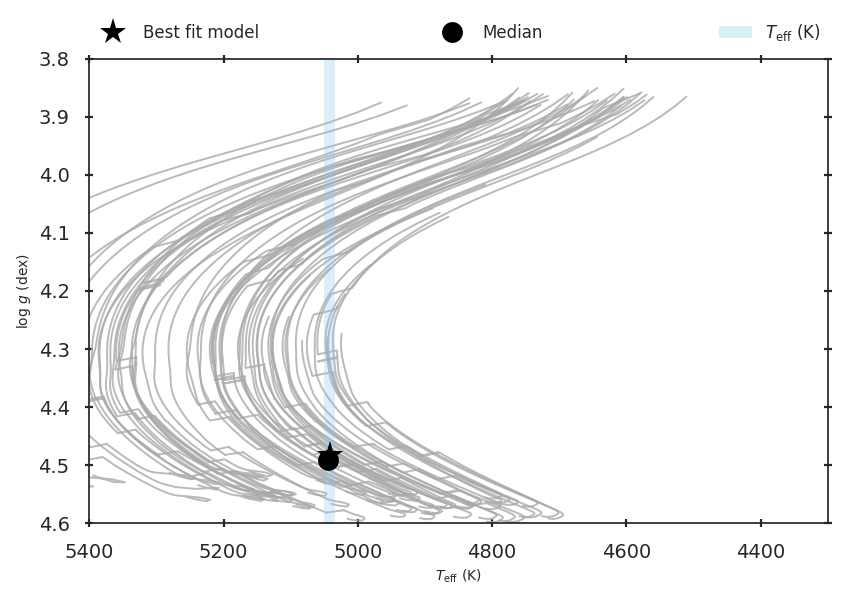 Best fit model Median T_eff (K)
3.8
3.9
4.0
4.1
4.2
4.3
4.4
4.5
4.6
log g (dex)
5400 5200 5000 4800 4600 4400
T_eff (K)